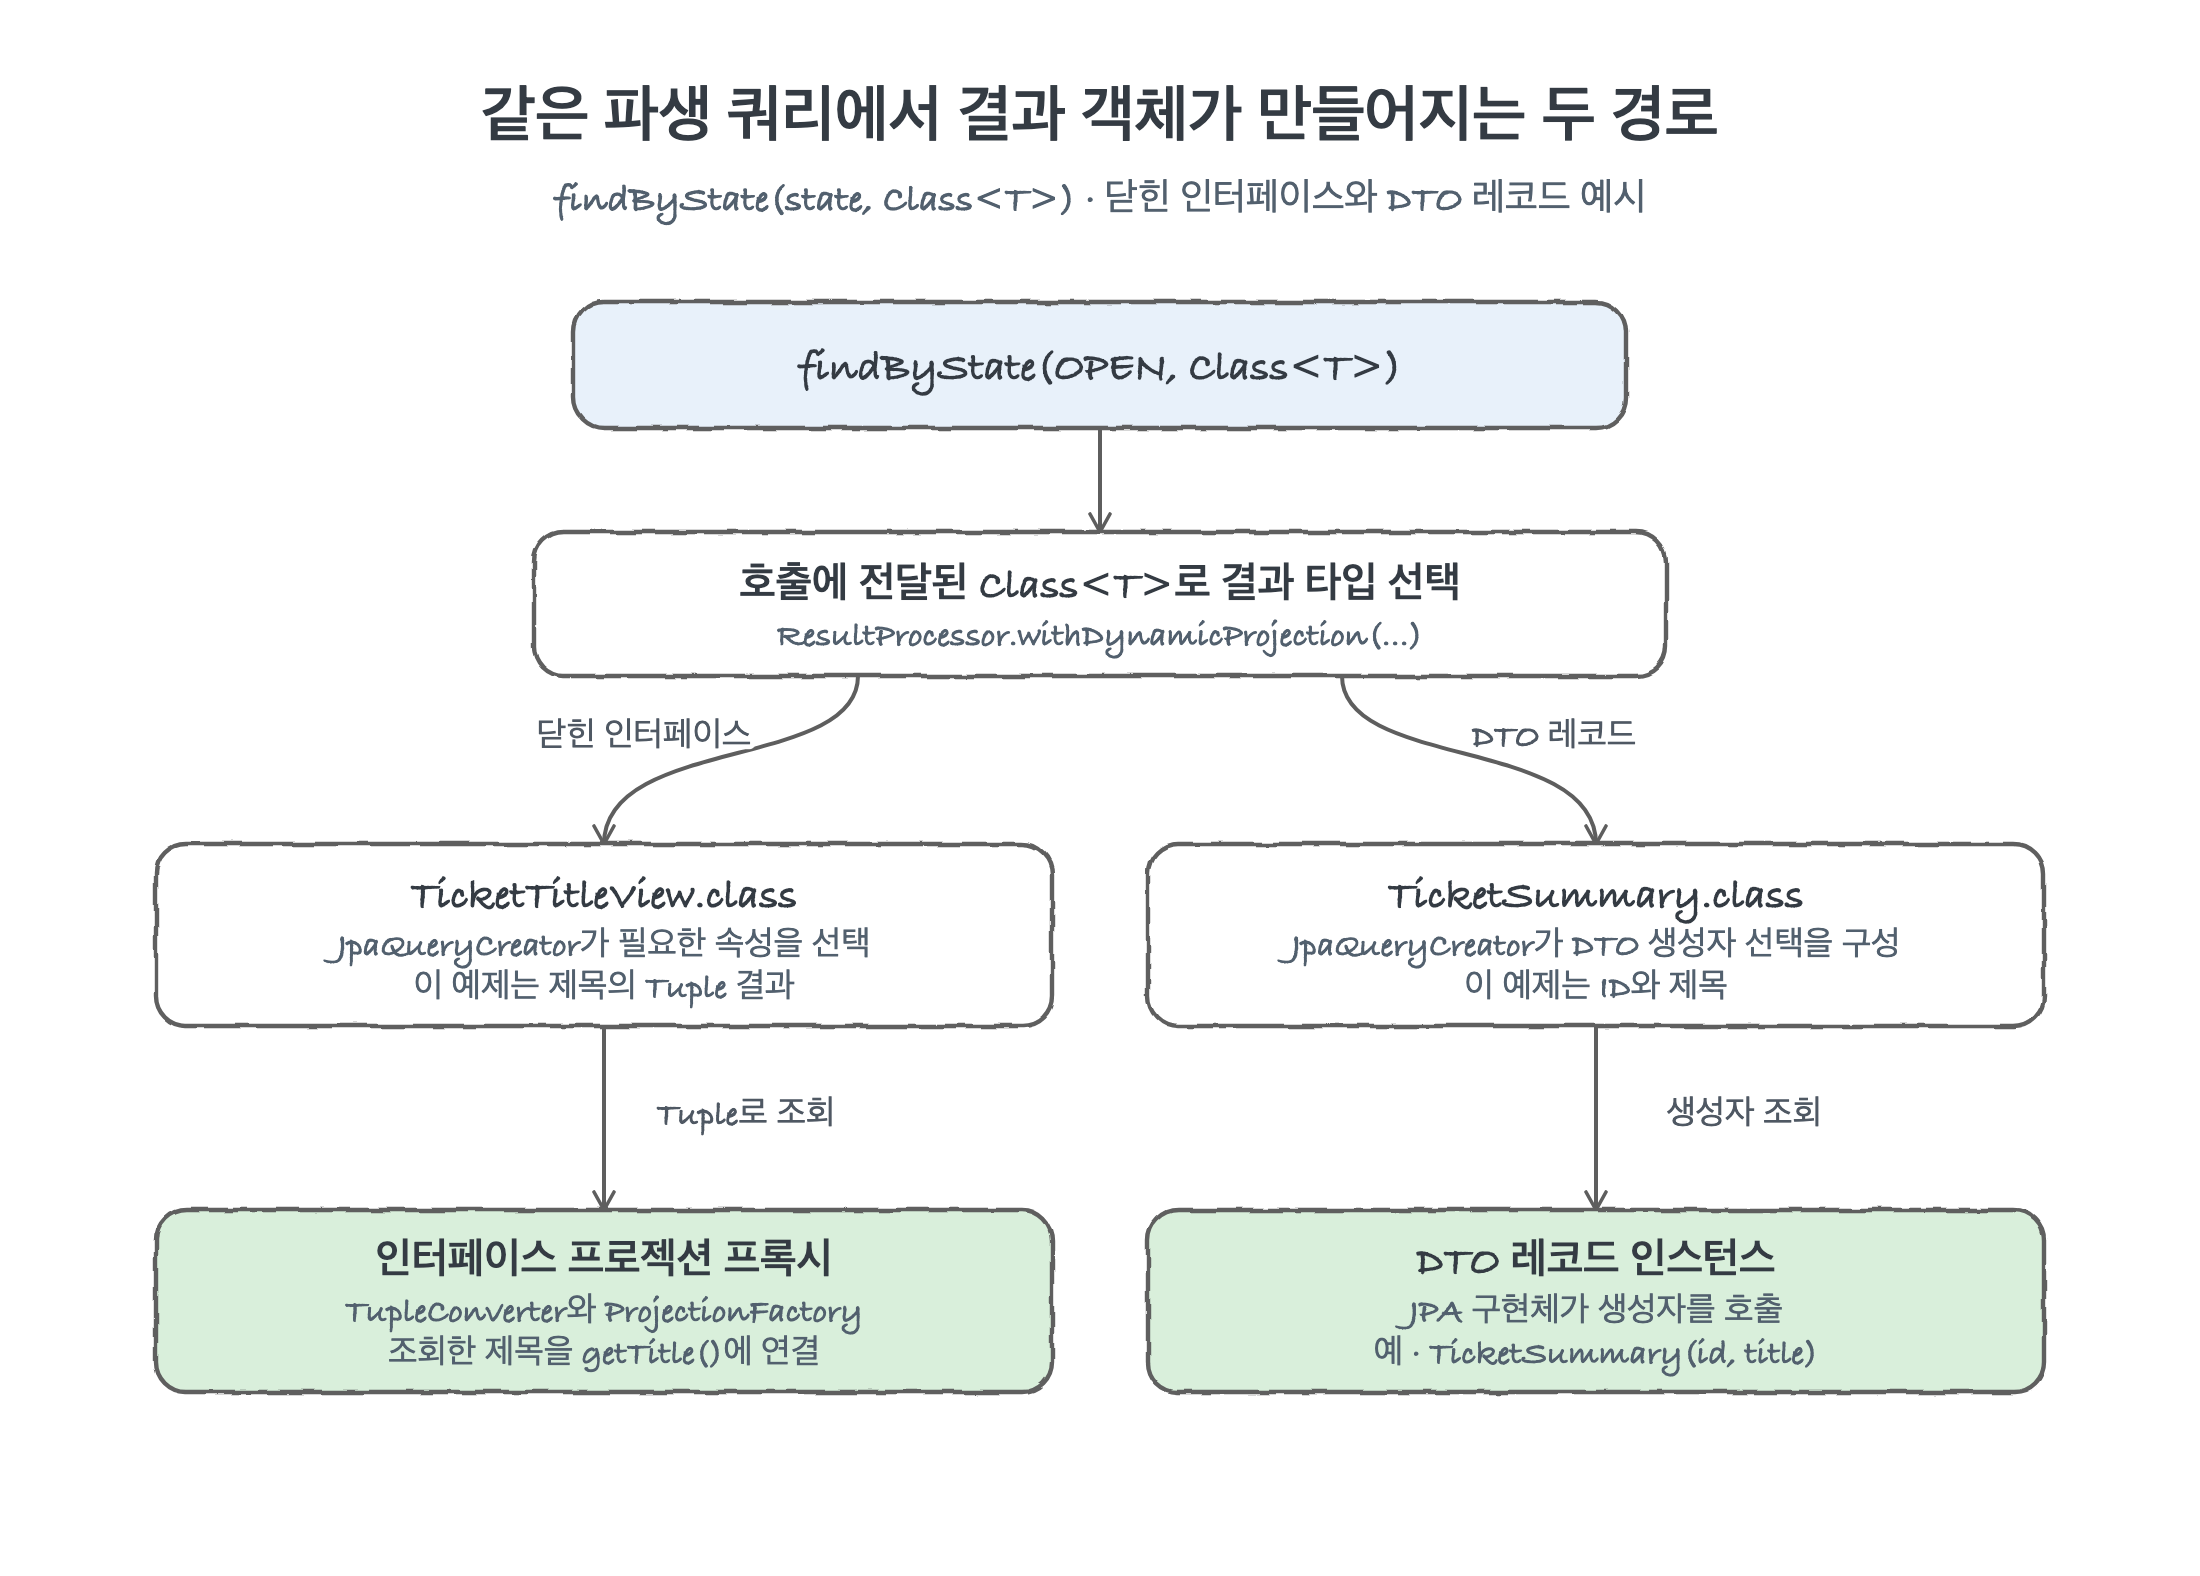 같은 파생 쿼리에서 결과 객체가 만들어지는 두 경로
findByState(state, Class<T>) · 닫힌 인터페이스와 DTO 레코드 예시
findByState(OPEN, Class<T>)
호출에 전달된 Class<T>로 결과 타입 선택
ResultProcessor.withDynamicProjection(...)
닫힌 인터페이스
DTO 레코드
TicketTitleView.class
JpaQueryCreator가 필요한 속성을 선택
이 예제는 제목의 Tuple 결과
TicketSummary.class
JpaQueryCreator가 DTO 생성자 선택을 구성
이 예제는 ID와 제목
Tuple로 조회
생성자 조회
인터페이스 프로젝션 프록시
TupleConverter와 ProjectionFactory
조회한 제목을 getTitle()에 연결
DTO 레코드 인스턴스
JPA 구현체가 생성자를 호출
예 · TicketSummary(id, title)